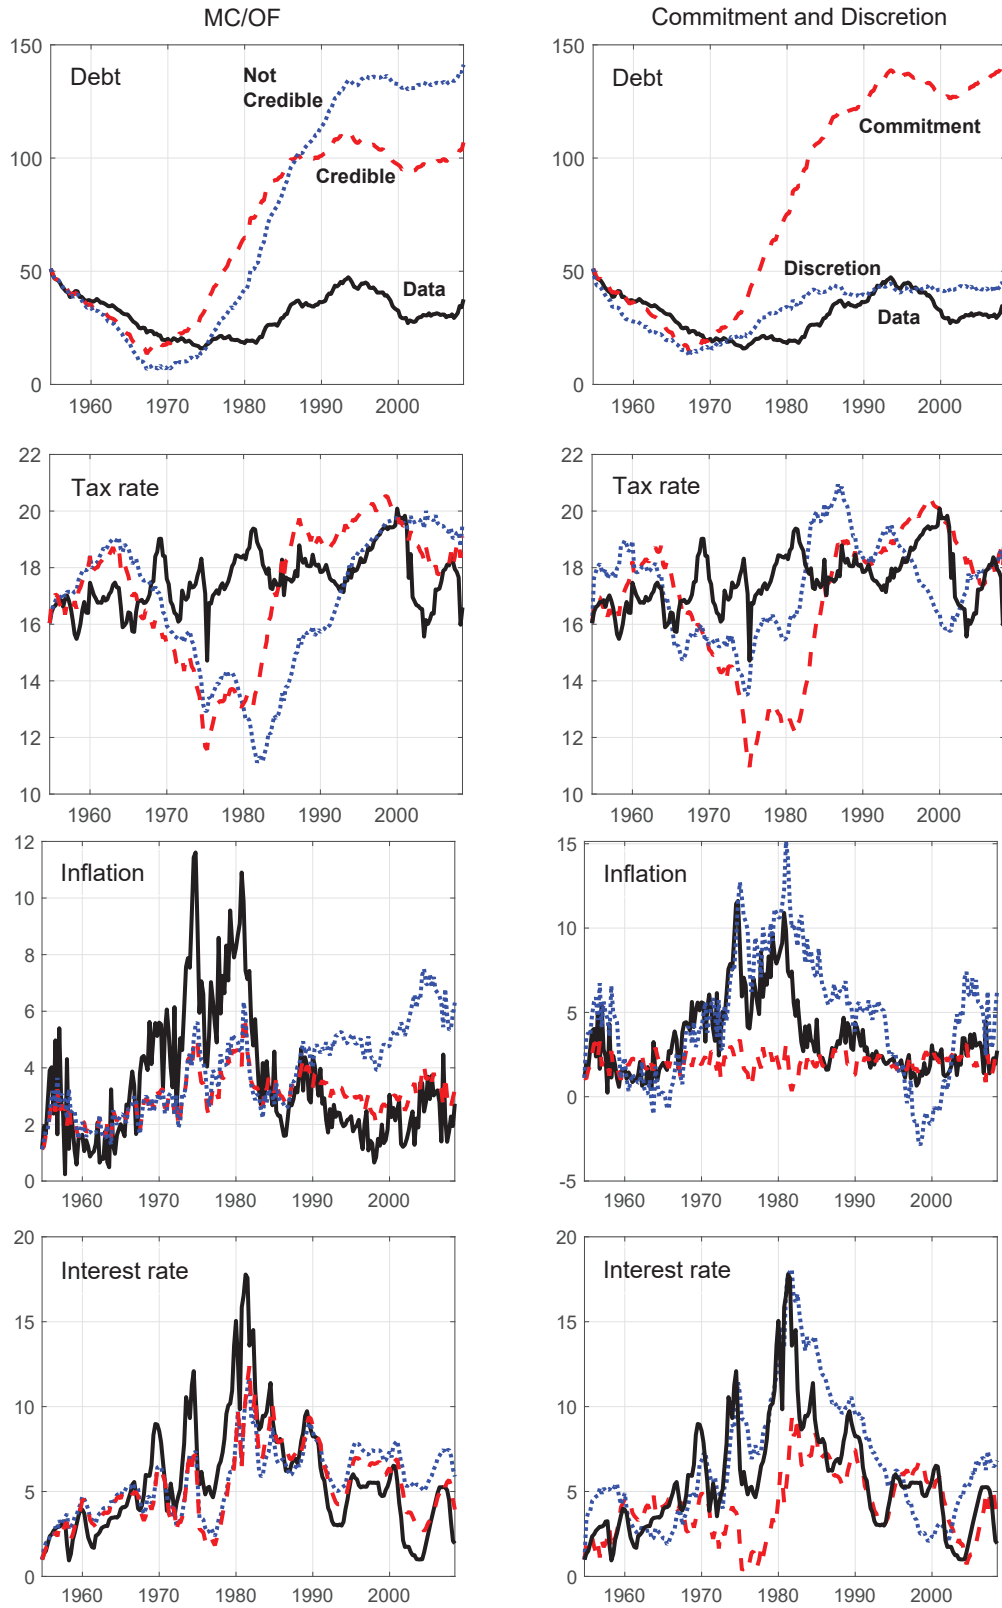 MC/OF
Commitment and Discretion
150
100
50
0
Debt
Not
Credible
Credible
Data
1960 1970 1980 1990 2000
150
100
50
0
Debt
Commitment
Discretion
Data
1960 1970 1980 1990 2000
22
20
18
16
14
12
10
Tax rate
1960 1970 1980 1990 2000
22
20
18
16
14
12
10
Tax rate
1960 1970 1980 1990 2000
12
10
8
6
4
2
0
Inflation
1960 1970 1980 1990 2000
15
10
5
0
-5
Inflation
1960 1970 1980 1990 2000
20
15
10
5
0
Interest rate
1960 1970 1980 1990 2000
20
15
10
5
0
Interest rate
1960 1970 1980 1990 2000